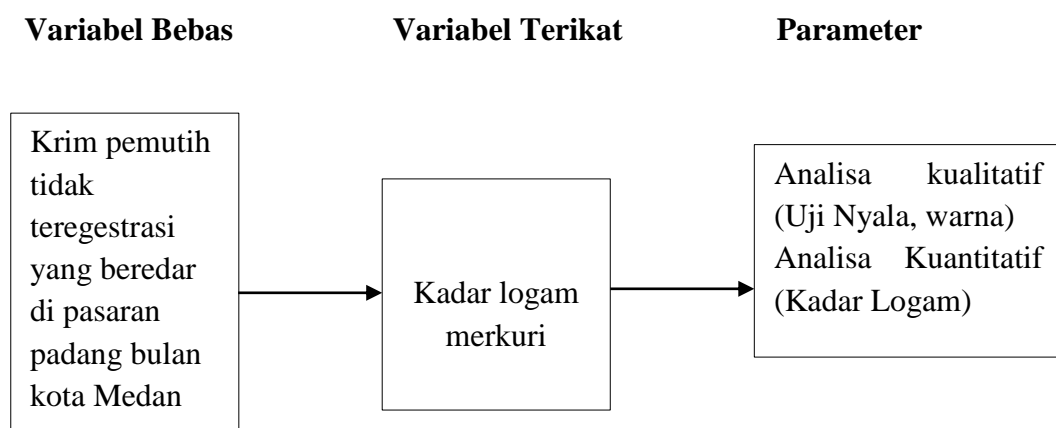 Variabel Bebas Variabel Terikat Parameter
Krim pemutih
tidak
teregestrasi
yang beredar
di pasaran
padang bulan
kota Medan
Kadar logam
merkuri
Analisa kualitatif
(Uji Nyala, warna)
Analisa Kuantitatif
(Kadar Logam)